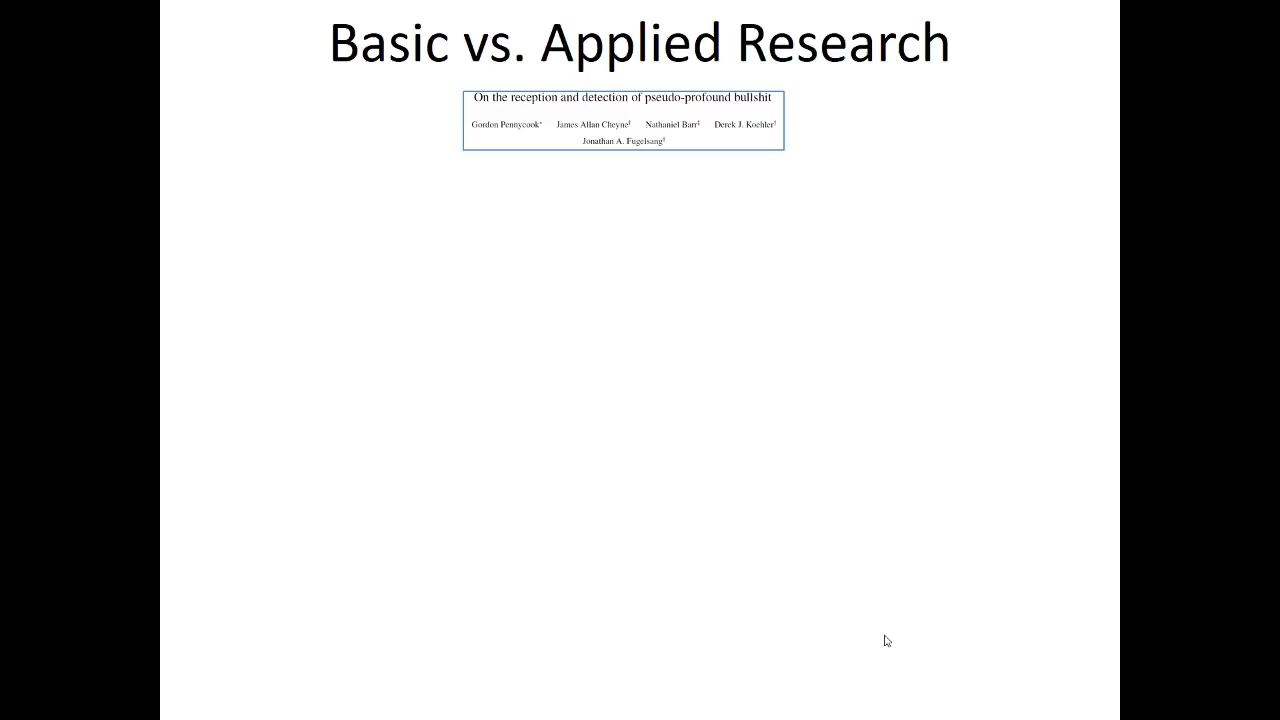 Basic vs. Applied Research
On the reception and detection of pseudo-profound bullshit
Gordon Pennycook* James Allan Cheyne† Nathaniel Barr‡ Derek J. Koehler†
Jonathan A. Fugelsang†